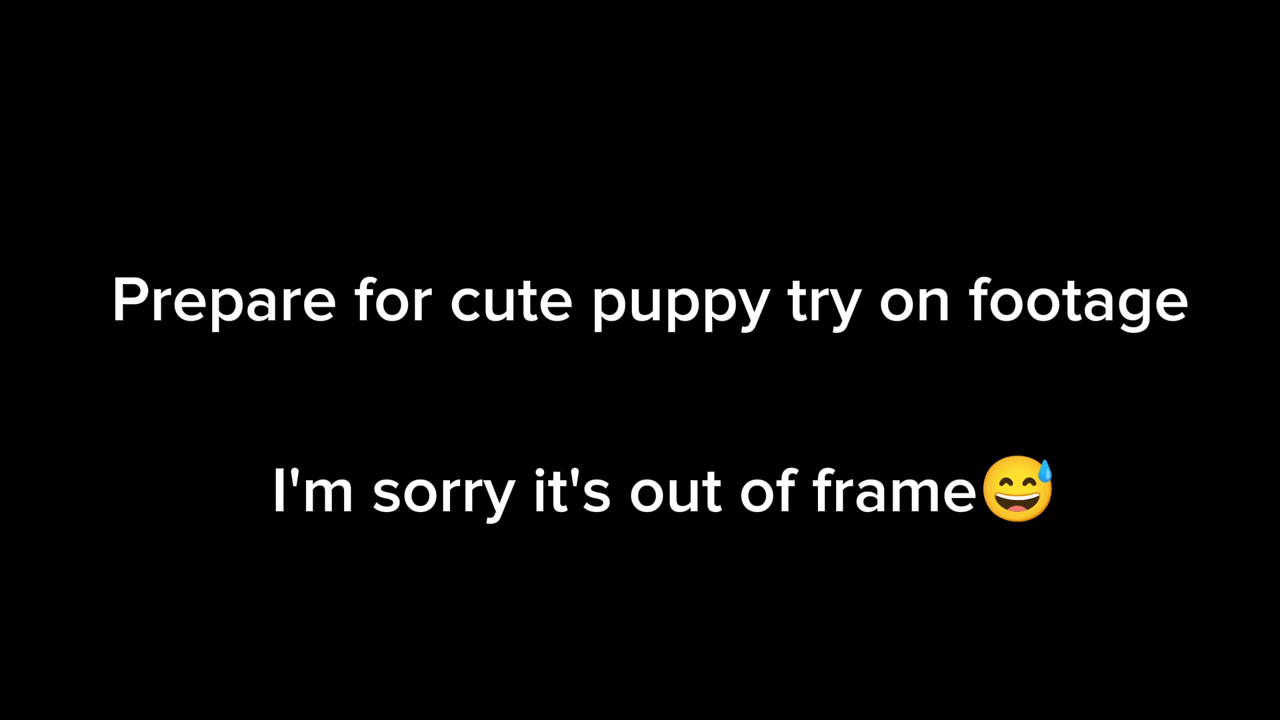 Prepare for cute puppy try on footage
I'm sorry it's out of frame😅